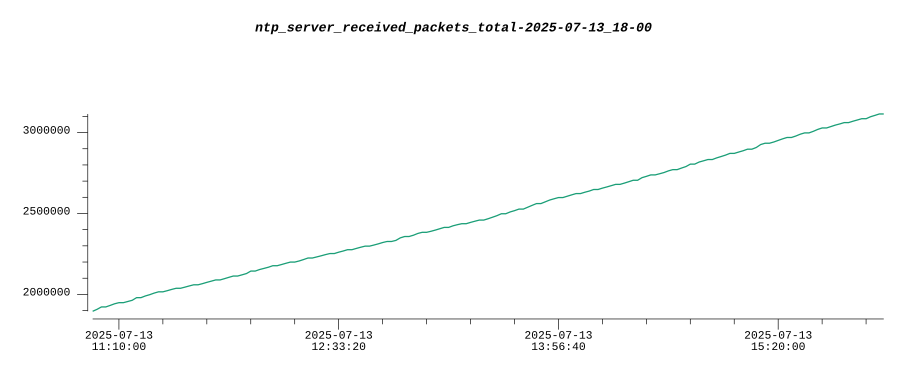 ntp_server_received_packets_total-2025-07-13_18-00
3000000
2500000
2000000
2025-07-13 2025-07-13 2025-07-13 2025-07-13
11:10:00 12:33:20 13:56:40 15:20:00